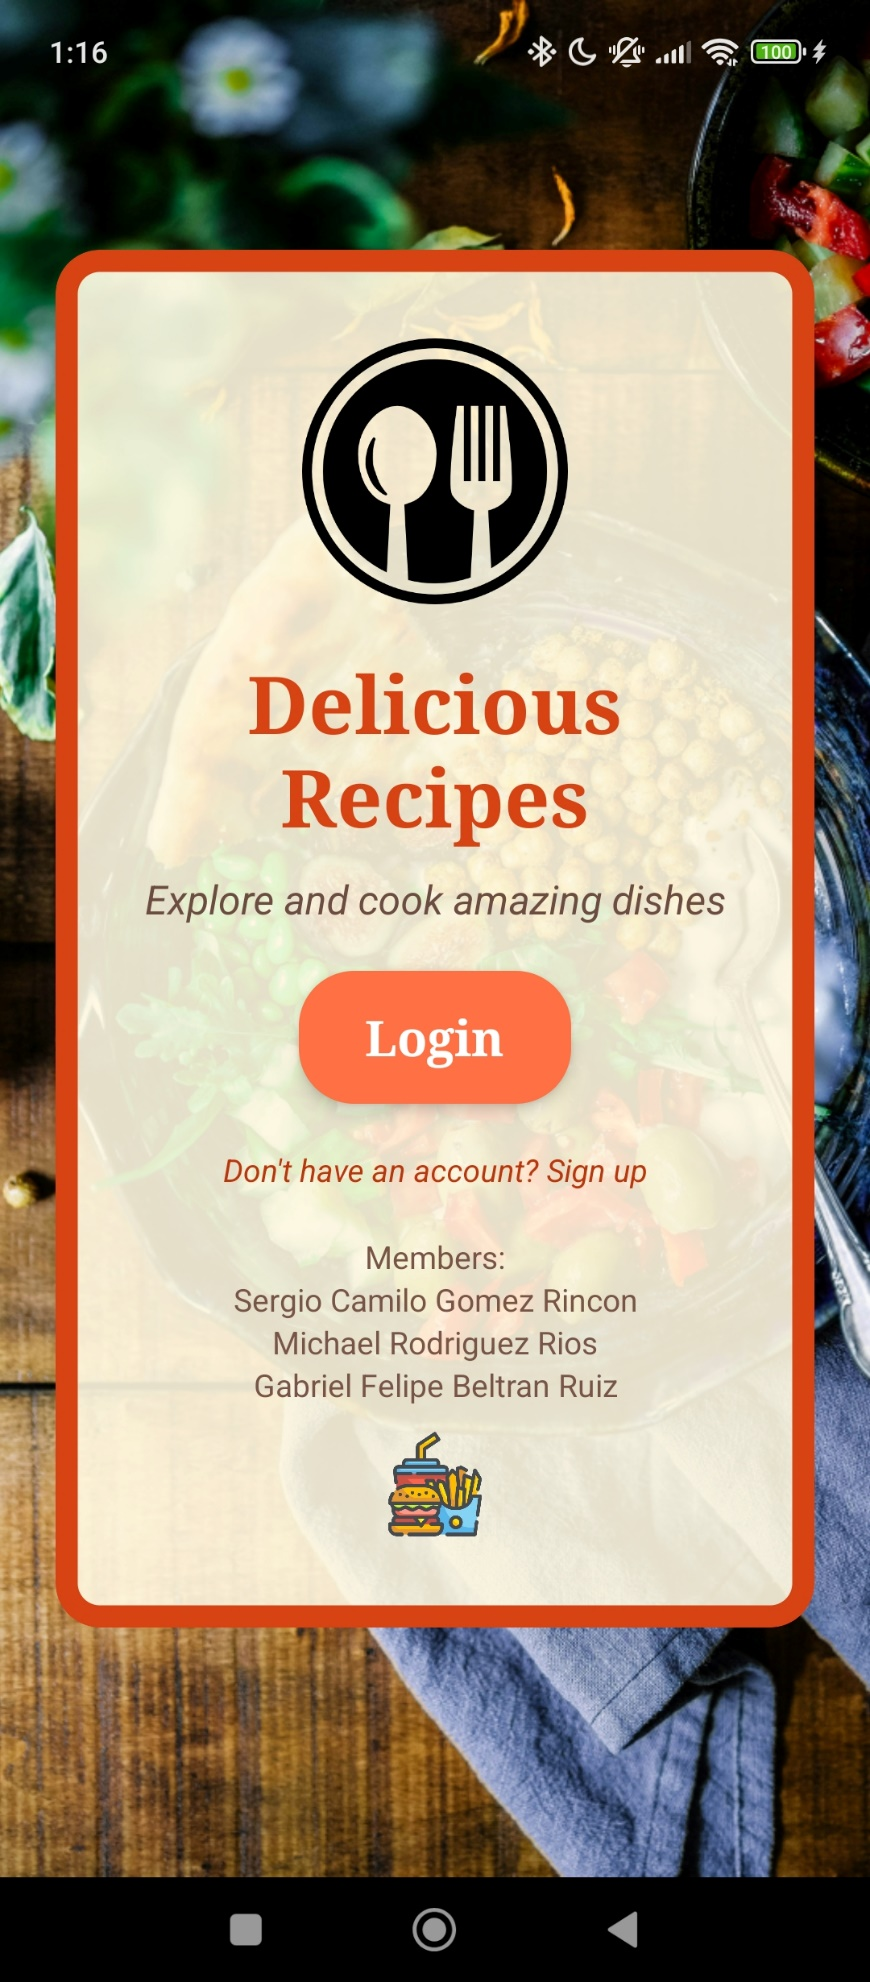 1:16
100
Delicious
Recipes
Explore and cook amazing dishes
Login
Don't have an account? Sign up
Members:
Sergio Camilo Gomez Rincon
Michael Rodriguez Rios
Gabriel Felipe Beltran Ruiz